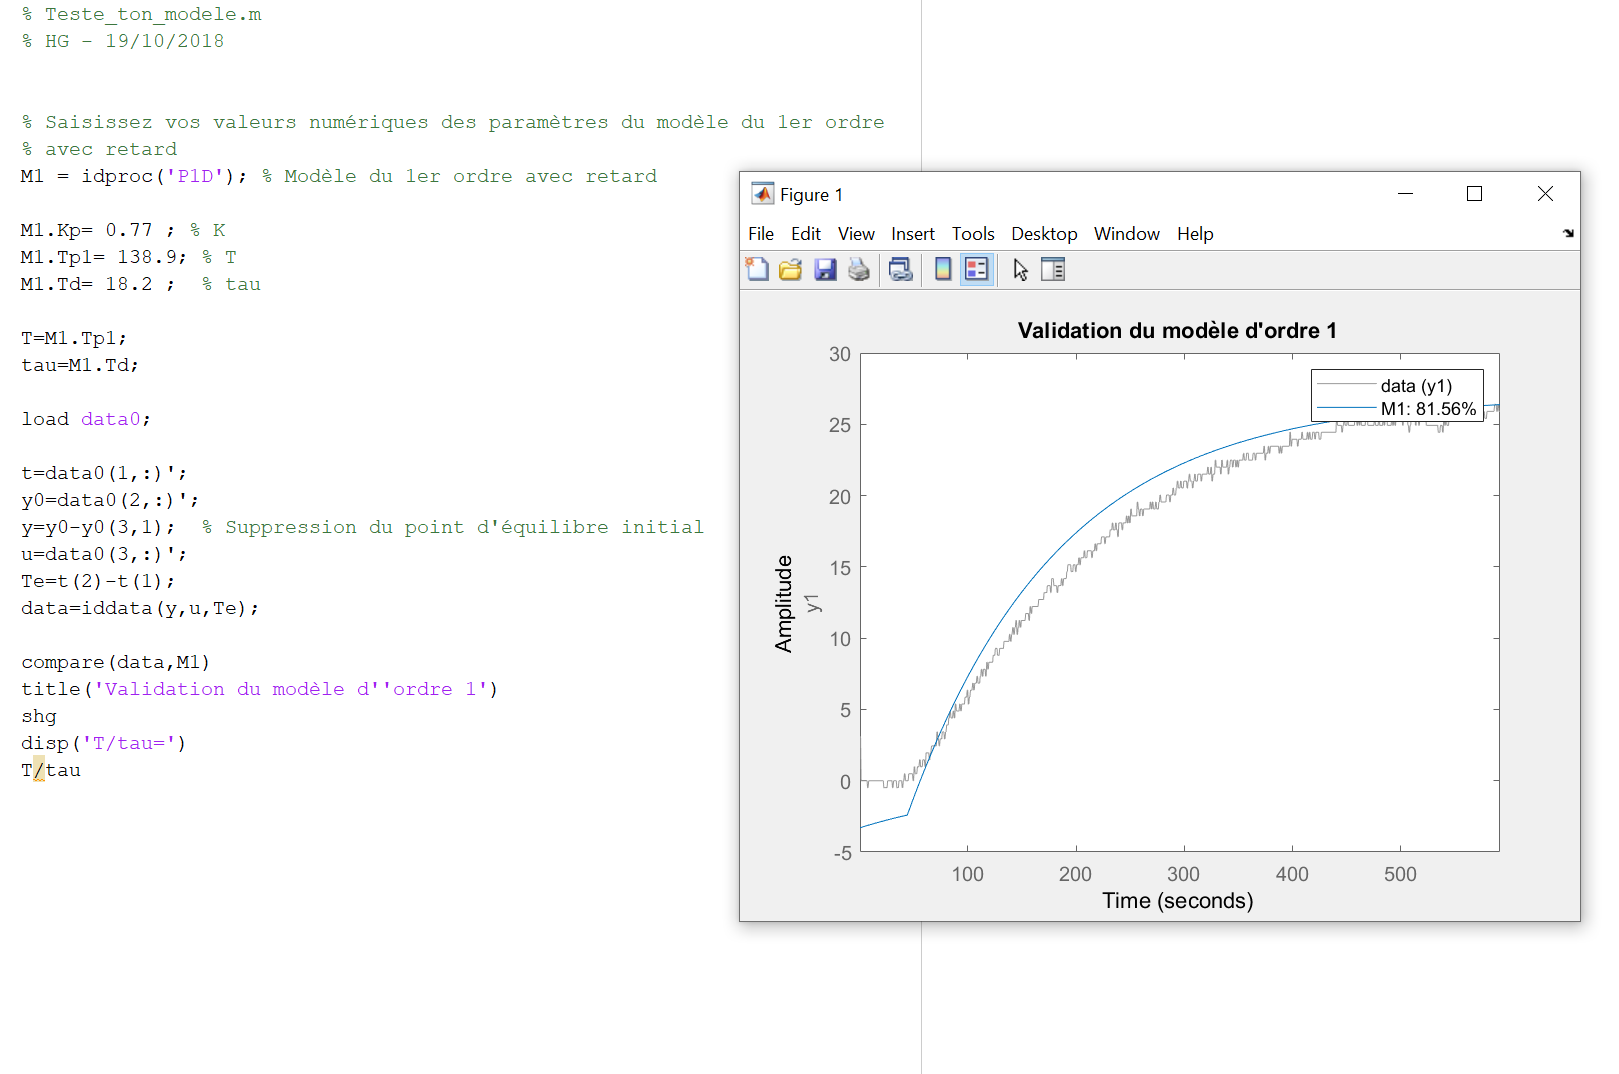 % Teste_ton_modele.m
% HG - 19/10/2018
% Saisissez vos valeurs numériques des paramètres du modèle du 1er ordre
% avec retard
M1 = idproc('P1D'); % Modèle du 1er ordre avec retard
M1.Kp= 0.77 ; % K
M1.Tp1= 138.9; % T
M1.Td= 18.2 ;  % tau
T=M1.Tp1;
tau=M1.Td;
load data0;
t=data0(1,:)';
y0=data0(2,:)';
y=y0-y0(3,1);  % Suppression du point d'équilibre initial
u=data0(3,:)';
Te=t(2)-t(1);
data=iddata(y,u,Te);
compare(data,M1)
title('Validation du modèle d''ordre 1')
shg
disp('T/tau=')
T/tau
Figure 1
File Edit View Insert Tools Desktop Window Help
Validation du modèle d'ordre 1
data (y1)
M1: 81.56%
30
25
20
15
10
5
0
-5
Amplitude
y1
100 200 300 400 500
Time (seconds)